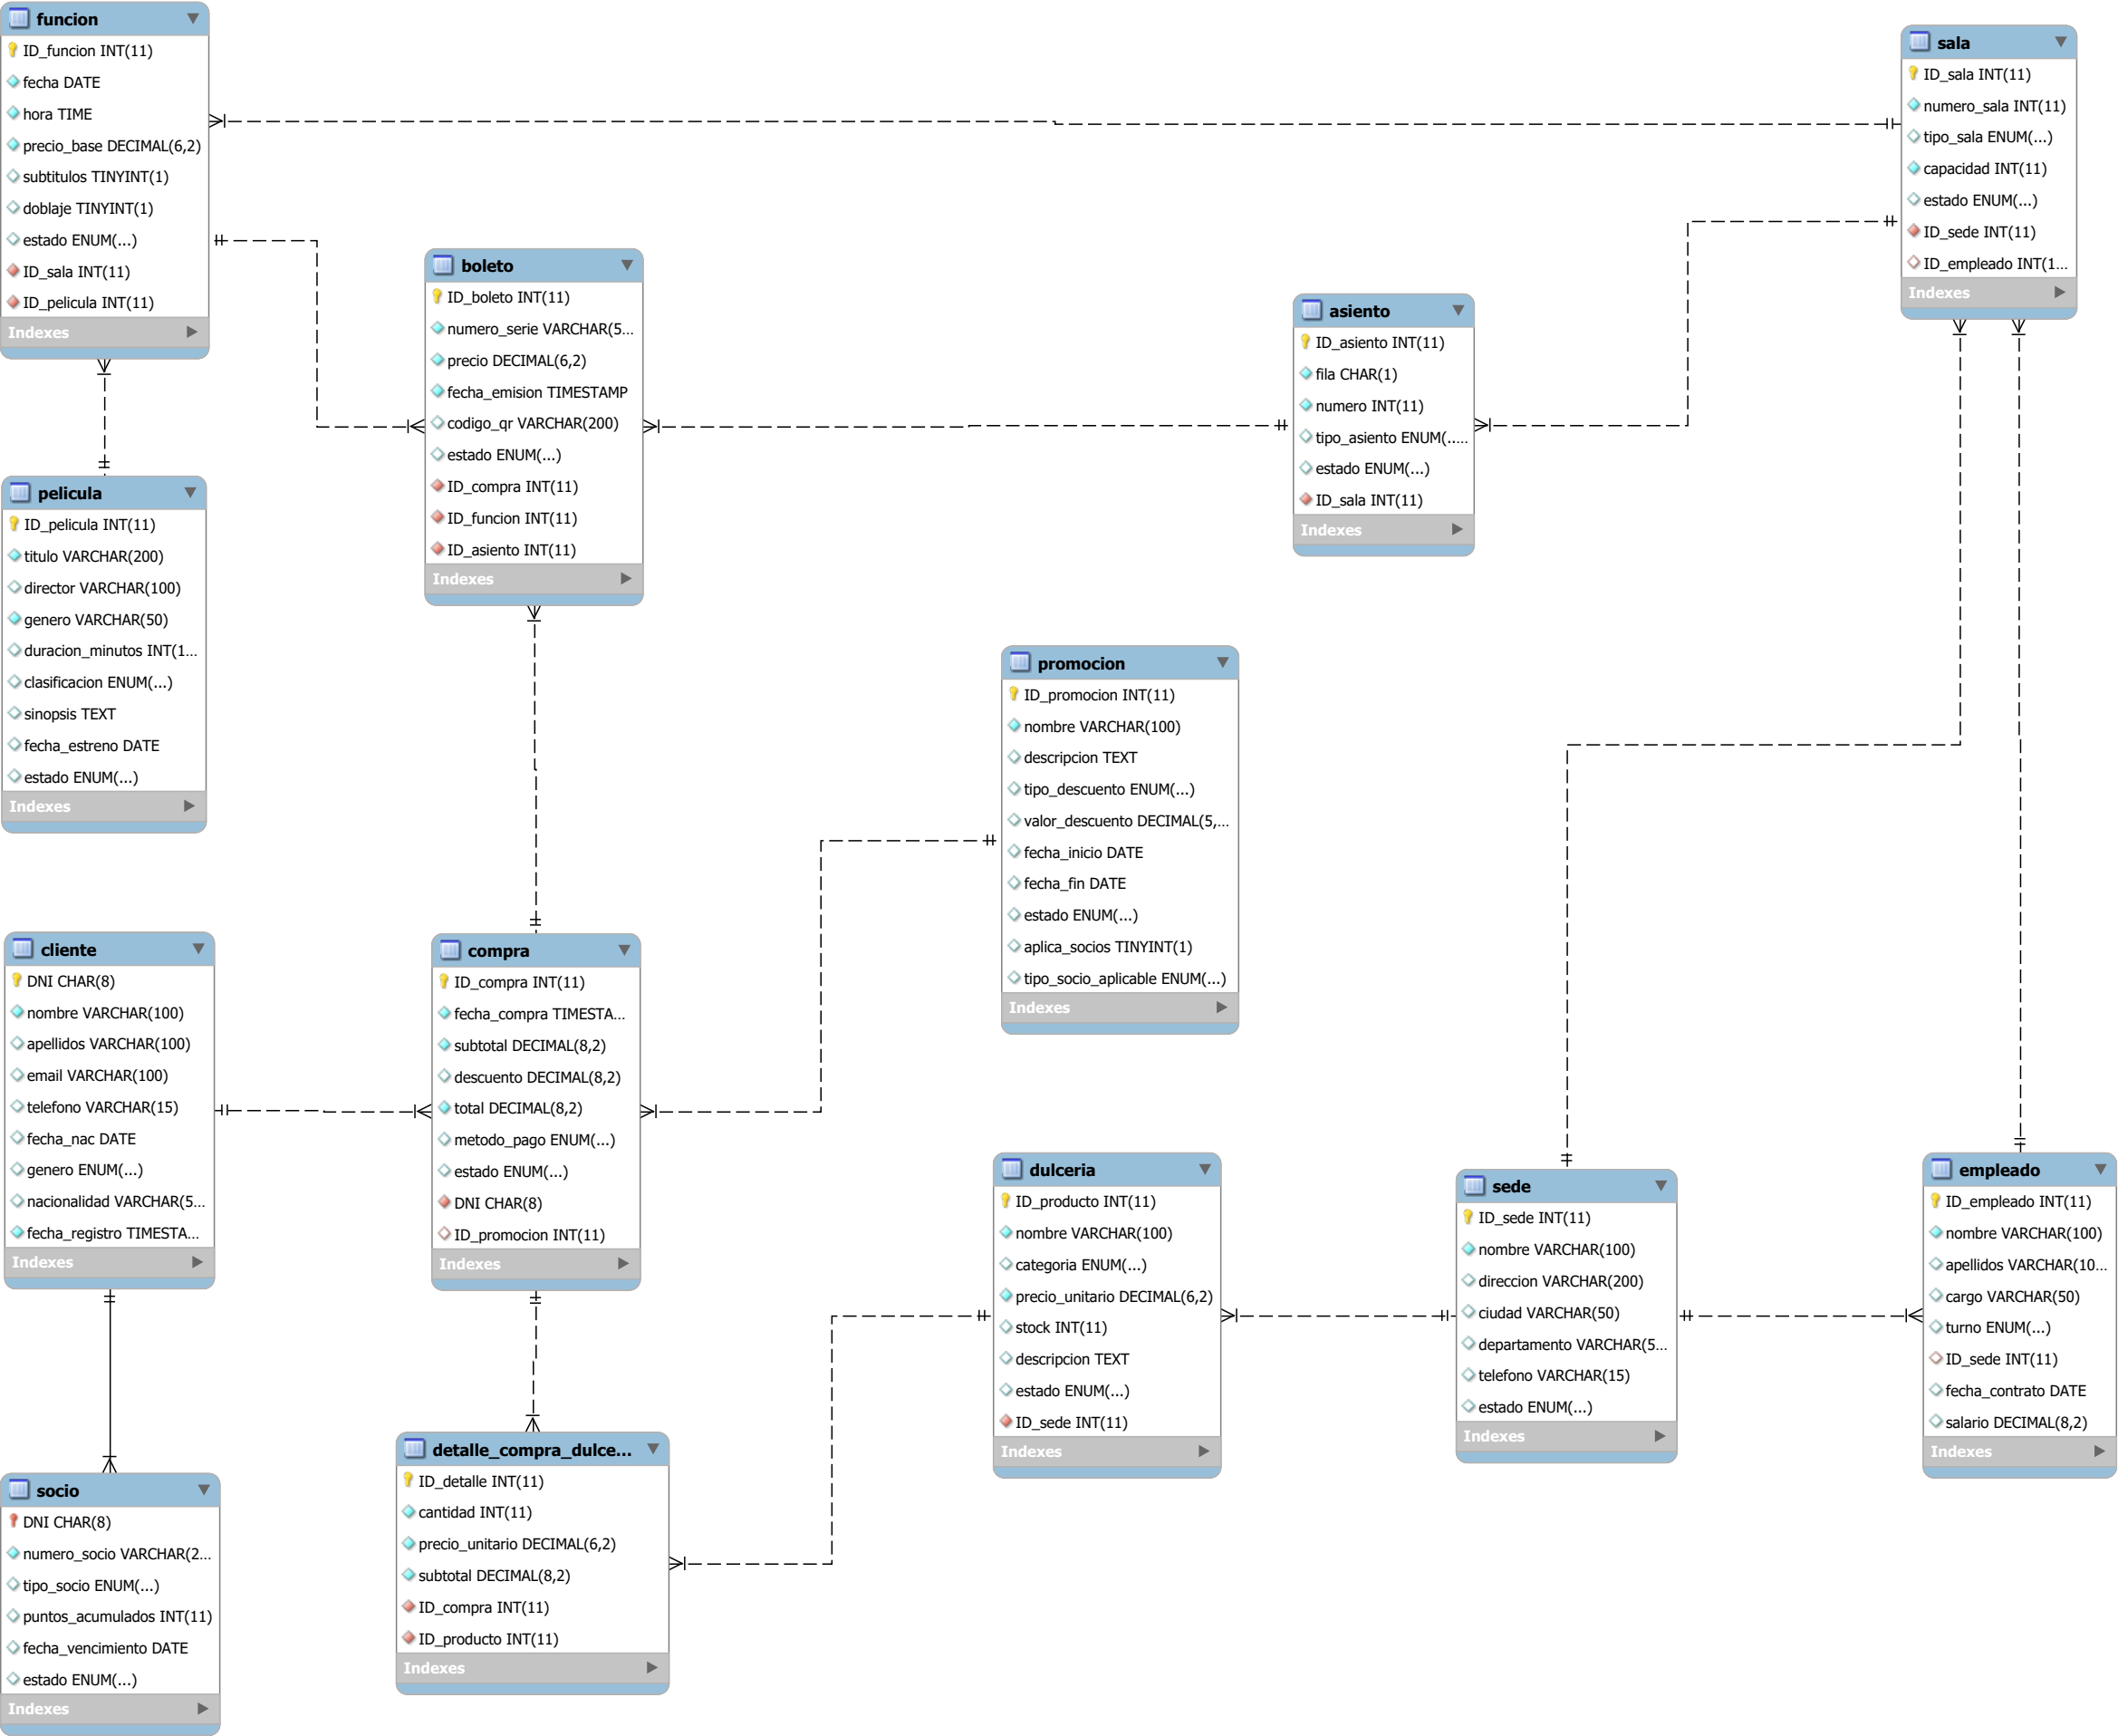 funcion
ID_funcion INT(11)
fecha DATE
hora TIME
precio_base DECIMAL(6,2)
subtitulos TINYINT(1)
doblaje TINYINT(1)
estado ENUM(...)
ID_sala INT(11)
ID_pelicula INT(11)
Indexes
pelicula
ID_pelicula INT(11)
titulo VARCHAR(200)
director VARCHAR(100)
genero VARCHAR(50)
duracion_minutos INT(1...
clasificacion ENUM(...)
sinopsis TEXT
fecha_estreno DATE
estado ENUM(...)
Indexes
boleto
ID_boleto INT(11)
numero_serie VARCHAR(5...
precio DECIMAL(6,2)
fecha_emision TIMESTAMP
codigo_qr VARCHAR(200)
estado ENUM(...)
ID_compra INT(11)
ID_funcion INT(11)
ID_asiento INT(11)
Indexes
asiento
ID_asiento INT(11)
fila CHAR(1)
numero INT(11)
tipo_asiento ENUM(.....
estado ENUM(...)
ID_sala INT(11)
Indexes
sala
ID_sala INT(11)
numero_sala INT(11)
tipo_sala ENUM(...)
capacidad INT(11)
estado ENUM(...)
ID_sede INT(11)
ID_empleado INT(1...
Indexes
promocion
ID_promocion INT(11)
nombre VARCHAR(100)
descripcion TEXT
tipo_descuento ENUM(...)
valor_descuento DECIMAL(5,...
fecha_inicio DATE
fecha_fin DATE
estado ENUM(...)
aplica_socios TINYINT(1)
tipo_socio_aplicable ENUM(...)
Indexes
cliente
DNI CHAR(8)
nombre VARCHAR(100)
apellidos VARCHAR(100)
email VARCHAR(100)
telefono VARCHAR(15)
fecha_nac DATE
genero ENUM(...)
nacionalidad VARCHAR(5...
fecha_registro TIMESTA...
Indexes
compra
ID_compra INT(11)
fecha_compra TIMESTA...
subtotal DECIMAL(8,2)
descuento DECIMAL(8,2)
total DECIMAL(8,2)
metodo_pago ENUM(...)
estado ENUM(...)
DNI CHAR(8)
ID_promocion INT(11)
Indexes
dulceria
ID_producto INT(11)
nombre VARCHAR(100)
categoria ENUM(...)
precio_unitario DECIMAL(6,2)
stock INT(11)
descripcion TEXT
estado ENUM(...)
ID_sede INT(11)
Indexes
sede
ID_sede INT(11)
nombre VARCHAR(100)
direccion VARCHAR(200)
ciudad VARCHAR(50)
departamento VARCHAR(5...
telefono VARCHAR(15)
estado ENUM(...)
Indexes
empleado
ID_empleado INT(11)
nombre VARCHAR(100)
apellidos VARCHAR(10...
cargo VARCHAR(50)
turno ENUM(...)
ID_sede INT(11)
fecha_contrato DATE
salario DECIMAL(8,2)
Indexes
socio
DNI CHAR(8)
numero_socio VARCHAR(2...
tipo_socio ENUM(...)
puntos_acumulados INT(11)
fecha_vencimiento DATE
estado ENUM(...)
Indexes
detalle_compra_dulce...
ID_detalle INT(11)
cantidad INT(11)
precio_unitario DECIMAL(6,2)
subtotal DECIMAL(8,2)
ID_compra INT(11)
ID_producto INT(11)
Indexes